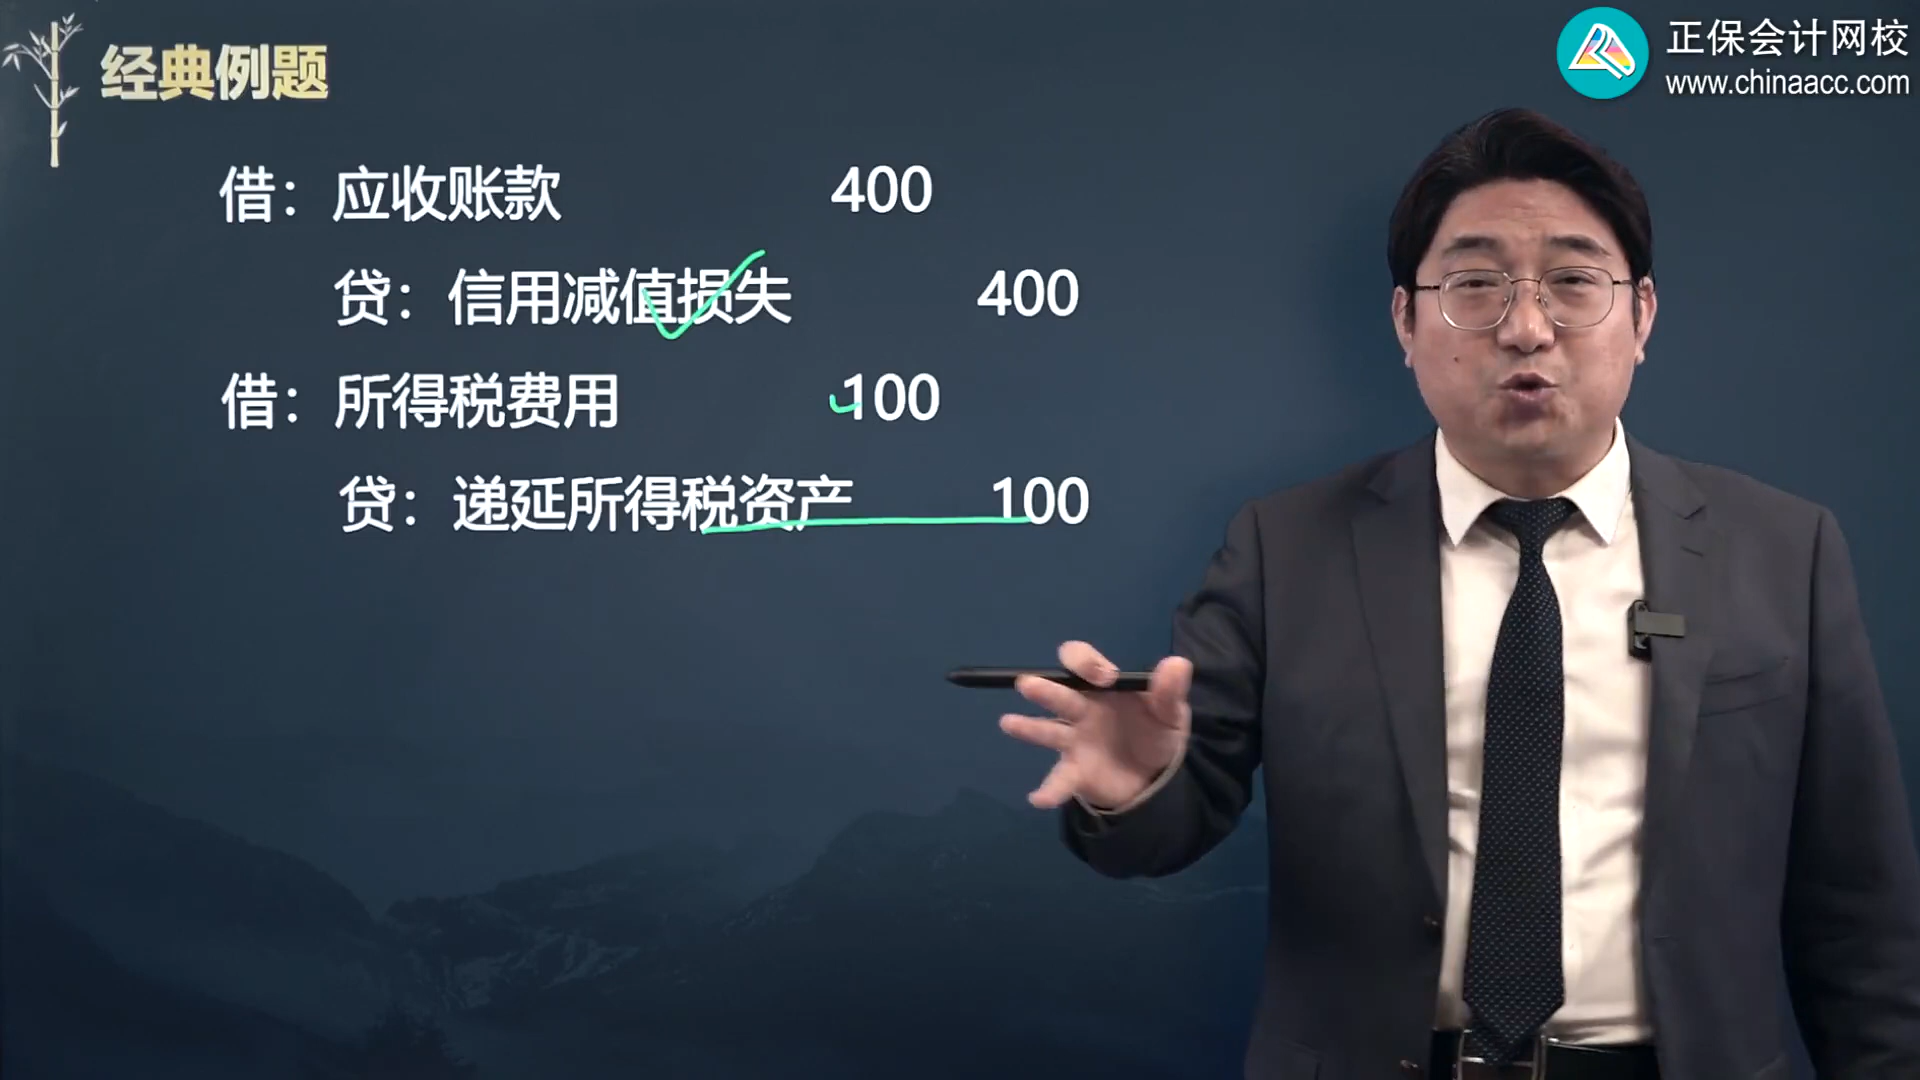 经典例题
正保会计网校
www.chinaacc.com
借：应收账款 400
贷：信用减值损失 400
借：所得税费用 100
贷：递延所得税资产 100